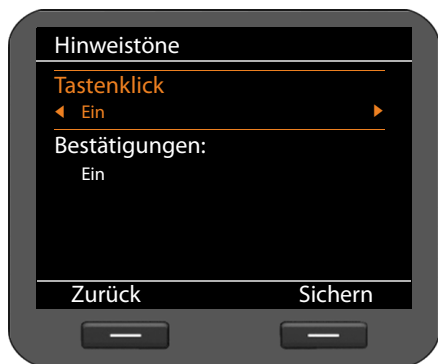 Hinweistöne
Tastenklick
Ein
Bestätigungen:
Ein
Zurück Sichern